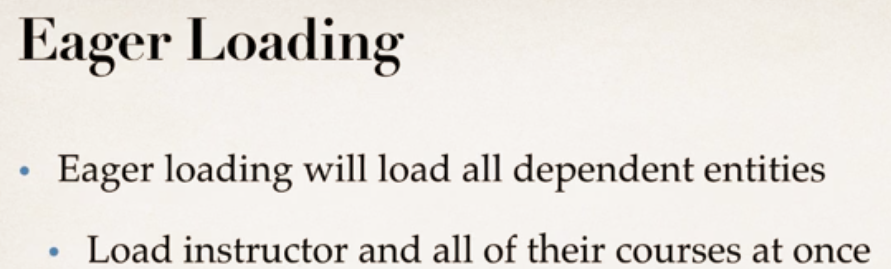 Eager Loading
• Eager loading will load all dependent entities
• Load instructor and all of their courses at once